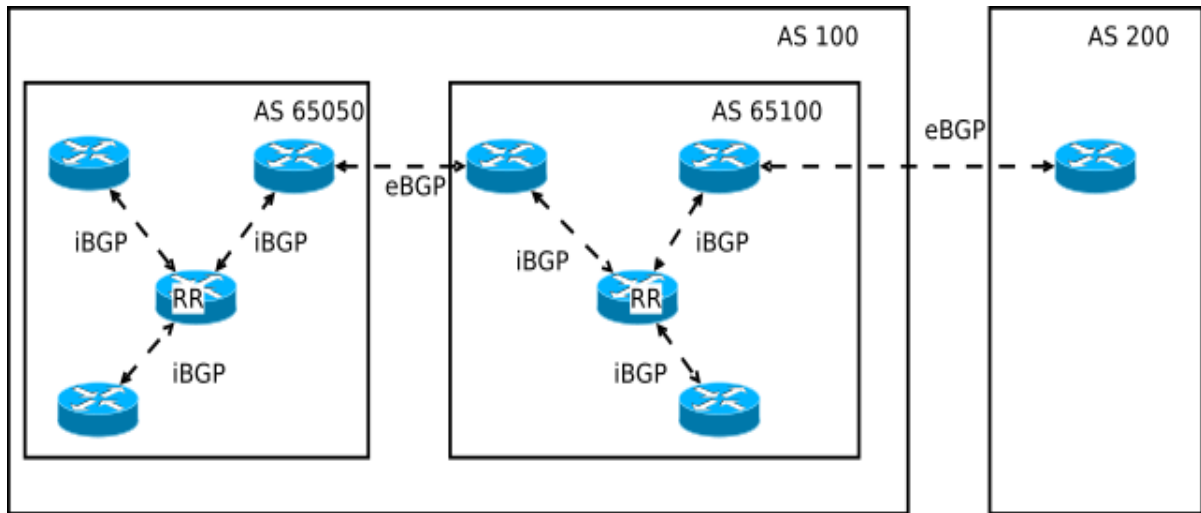 AS 100
AS 200
AS 65050
AS 65100
eBGP
eBGP
iBGP
iBGP
iBGP
iBGP
RR
RR
iBGP
iBGP